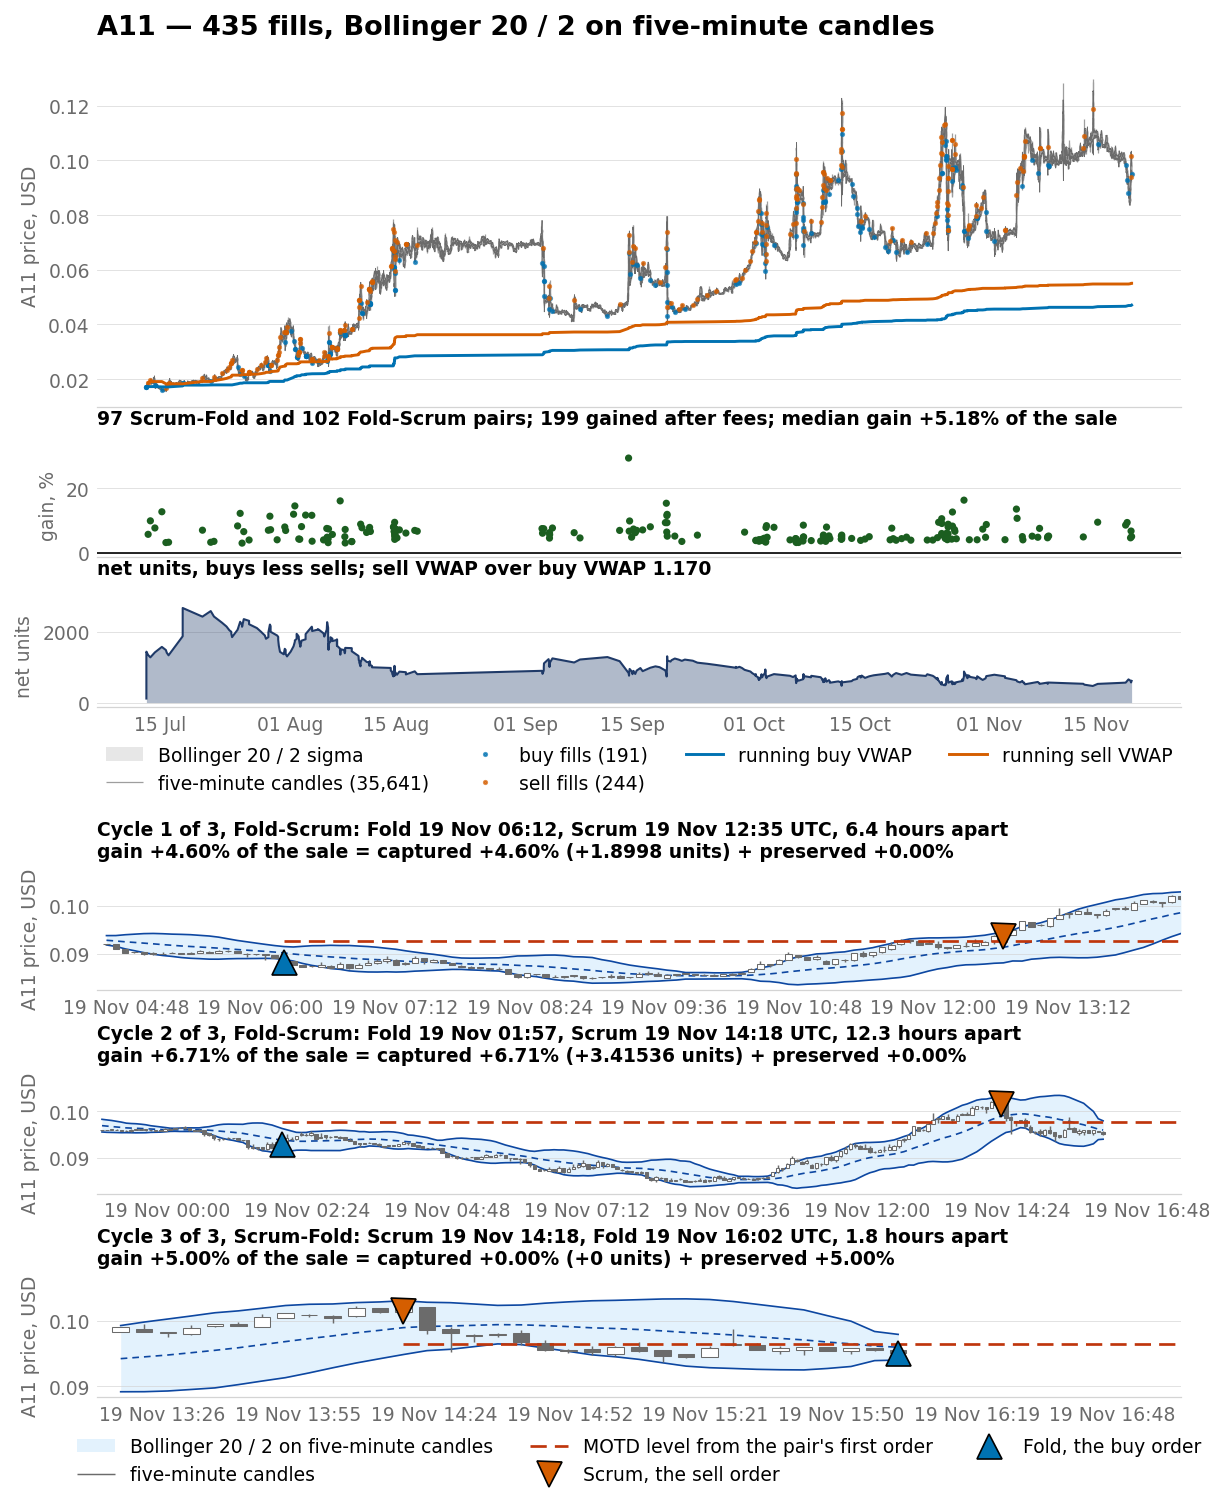 A11 — 435 fills, Bollinger 20 / 2 on five-minute candles
A11 price, USD
0.12
0.10
0.08
0.06
0.04
0.02
97 Scrum-Fold and 102 Fold-Scrum pairs; 199 gained after fees; median gain +5.18% of the sale
gain, %
20
0
net units, buys less sells; sell VWAP over buy VWAP 1.170
net units
2000
0
15 Jul 01 Aug 15 Aug 01 Sep 15 Sep 01 Oct 15 Oct 01 Nov 15 Nov
Bollinger 20 / 2 sigma buy fills (191) running buy VWAP running sell VWAP
five-minute candles (35,641) sell fills (244)
Cycle 1 of 3, Fold-Scrum: Fold 19 Nov 06:12, Scrum 19 Nov 12:35 UTC, 6.4 hours apart
gain +4.60% of the sale = captured +4.60% (+1.8998 units) + preserved +0.00%
A11 price, USD
0.10
0.09
19 Nov 04:48 19 Nov 06:00 19 Nov 07:12 19 Nov 08:24 19 Nov 09:36 19 Nov 10:48 19 Nov 12:00 19 Nov 13:12
Cycle 2 of 3, Fold-Scrum: Fold 19 Nov 01:57, Scrum 19 Nov 14:18 UTC, 12.3 hours apart
gain +6.71% of the sale = captured +6.71% (+3.41536 units) + preserved +0.00%
A11 price, USD
0.10
0.09
19 Nov 00:00 19 Nov 02:24 19 Nov 04:48 19 Nov 07:12 19 Nov 09:36 19 Nov 12:00 19 Nov 14:24 19 Nov 16:48
Cycle 3 of 3, Scrum-Fold: Scrum 19 Nov 14:18, Fold 19 Nov 16:02 UTC, 1.8 hours apart
gain +5.00% of the sale = captured +0.00% (+0 units) + preserved +5.00%
A11 price, USD
0.10
0.09
19 Nov 13:26 19 Nov 13:55 19 Nov 14:24 19 Nov 14:52 19 Nov 15:21 19 Nov 15:50 19 Nov 16:19 19 Nov 16:48
Bollinger 20 / 2 on five-minute candles MOTD level from the pair's first order Fold, the buy order
five-minute candles Scrum, the sell order